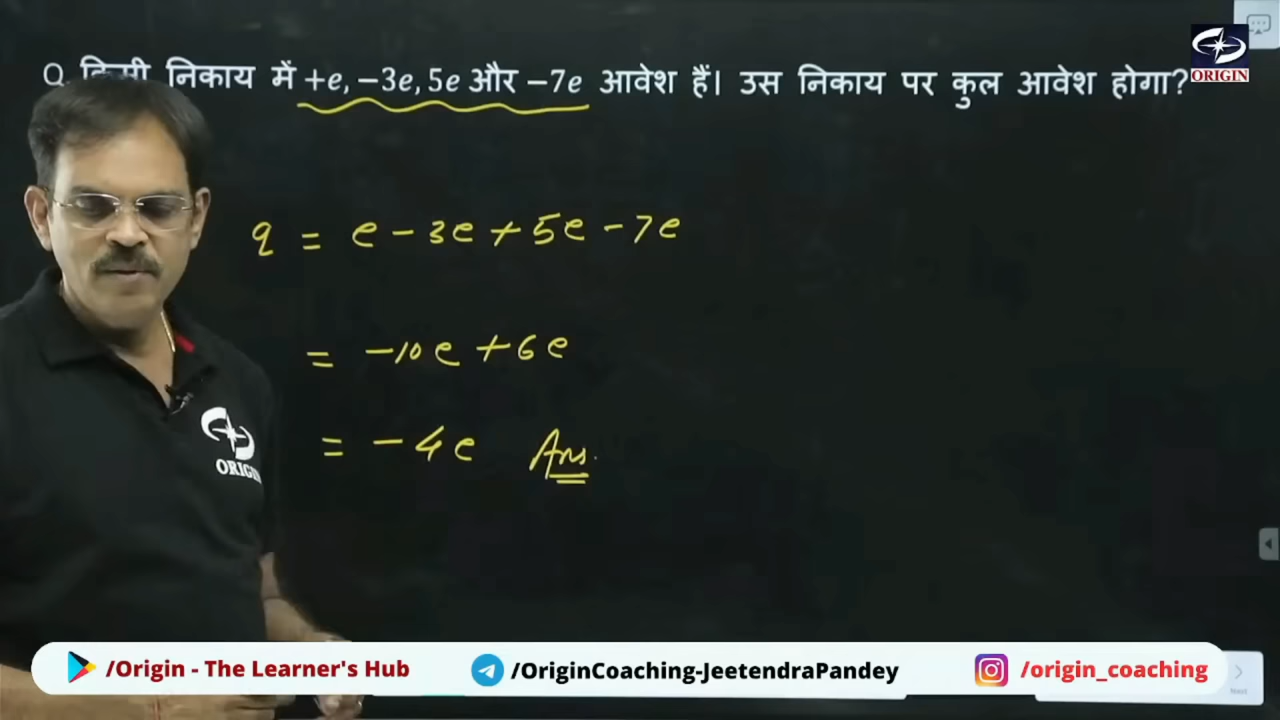 Q. किसी निकाय में +e, −3e, 5e और −7e आवेश हैं। उस निकाय पर कुल आवेश होगा?
ORIGIN
q = e - 3e + 5e - 7e
= -10e + 6e
= -4e Ans.
ORIGIN
/Origin - The Learner's Hub
/OriginCoaching-JeetendraPandey
/origin_coaching
Next